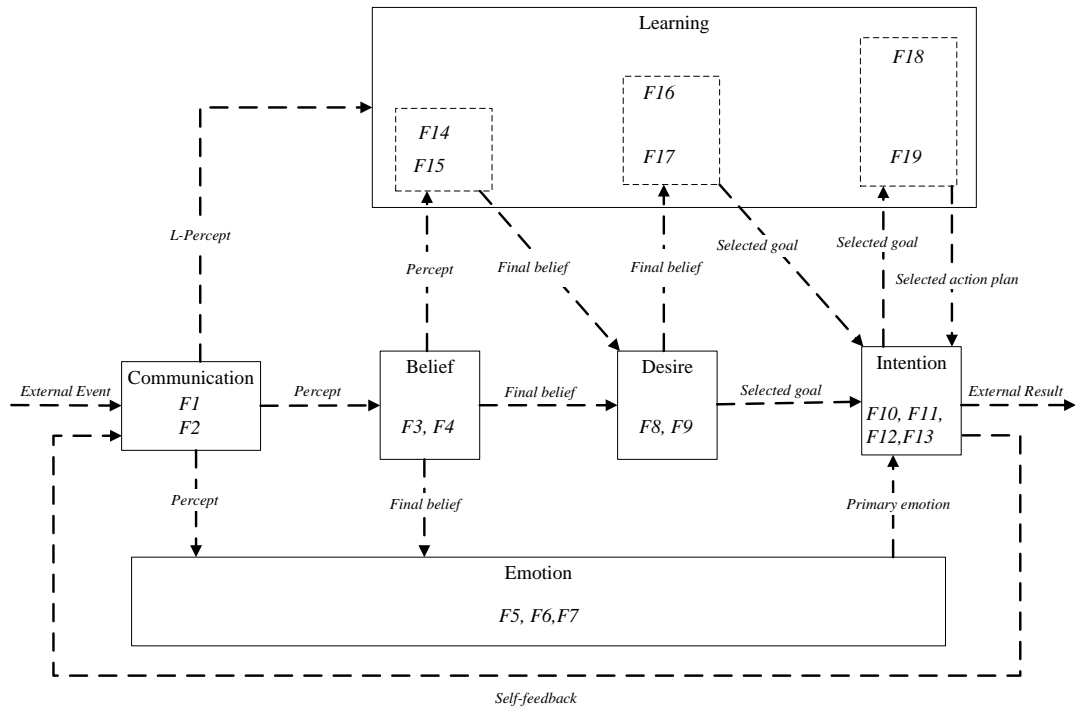 Learning
F18
F16
F14
F15
F17
F19
L-Percept
Percept
Final belief
Final belief
Selected goal
Selected goal
Selected action plan
External Event
Communication
F1
F2
Percept
Belief
F3, F4
Final belief
Desire
F8, F9
Selected goal
Intention
F10, F11,
F12,F13
External Result
Percept
Final belief
Primary emotion
Emotion
F5, F6,F7
Self-feedback